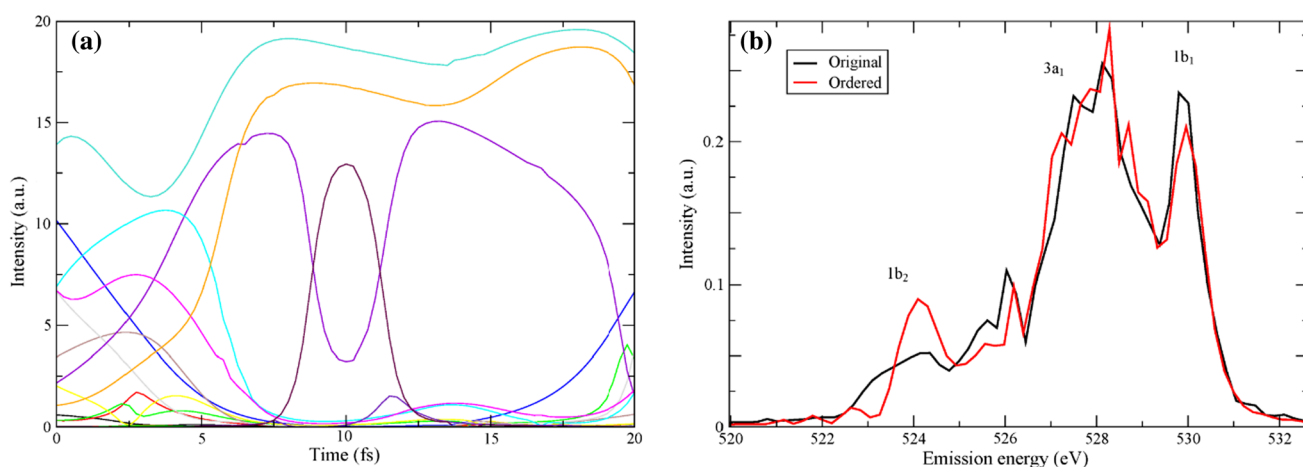 (a)
20
15
10
5
0
Intensity (a.u.)
0 5 10 15 20
Time (fs)
(b)
Original
Ordered
3a1
1b1
1b2
0.2
0.1
0
Intensity (a.u.)
520 522 524 526 528 530 532
Emission energy (eV)